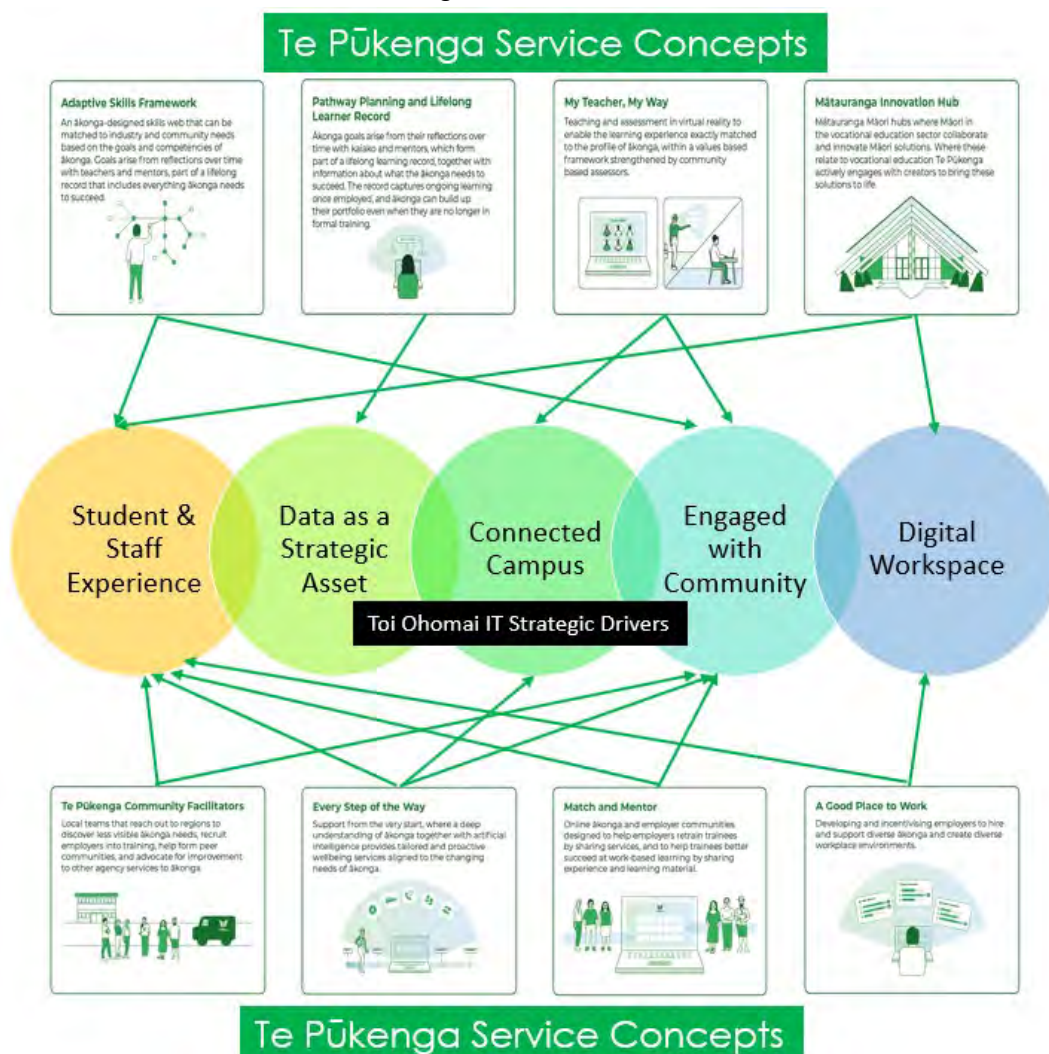 Te Pūkenga Service Concepts
Adaptive Skills Framework
An ākonga-designed skills web that can be
matched to industry and community needs
based on the goals and competencies of
ākonga. Goals arise from reflections over time
with teachers and mentors, part of a lifelong
record that includes everything ākonga needs
to succeed.
Pathway Planning and Lifelong
Learner Record
Ākonga goals arise from their reflections over
time with kaiako and mentors, which form
part of a lifelong learning record, together with
information about what the ākonga needs to
succeed. The record captures ongoing learning
once employed, and ākonga can build up
their portfolio even when they are no longer in
formal training.
My Teacher, My Way
Teaching and assessment in virtual reality to
enable the learning experience exactly matched
to the profile of ākonga, within a values based
framework strengthened by community
based assessors.
Mātauranga Innovation Hub
Mātauranga Māori hubs where Māori in
the vocational education sector collaborate
and innovate Māori solutions. Where these
relate to vocational education Te Pūkenga
actively engages with creators to bring these
solutions to life.
Student &
Staff
Experience
Data as a
Strategic
Asset
Connected
Campus
Engaged
with
Community
Digital
Workspace
Toi Ohomai IT Strategic Drivers
Te Pūkenga Community Facilitators
Local teams that reach out to regions to
discover less visible ākonga needs, recruit
employers into training, help form peer
communities, and advocate for improvement
to other agency services to ākonga.
Every Step of the Way
Support from the very start, where a deep
understanding of ākonga together with artificial
intelligence provides tailored and proactive
wellbeing services aligned to the changing
needs of ākonga.
Match and Mentor
Online ākonga and employer communities
designed to help employers retrain trainees
by sharing services, and to help trainees better
succeed at work-based learning by sharing
experience and learning material.
A Good Place to Work
Developing and incentivising employers to hire
and support diverse ākonga and create diverse
workplace environments.
Te Pūkenga Service Concepts